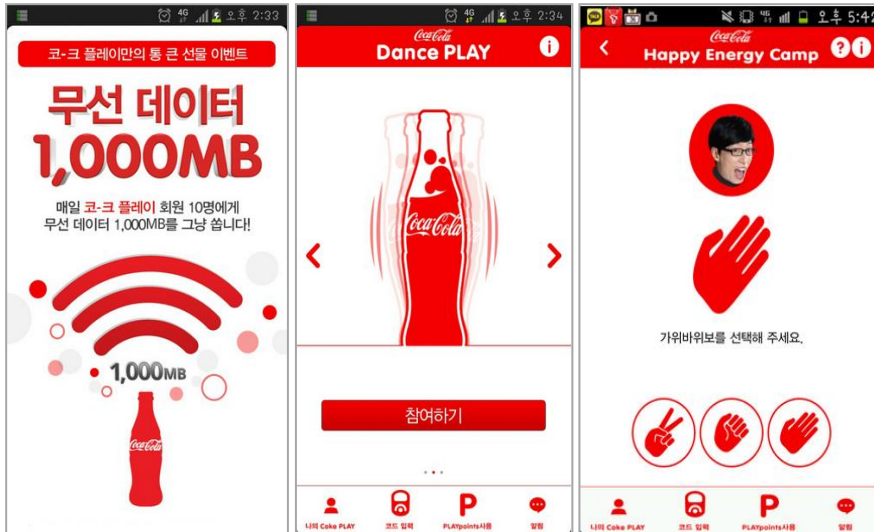 4G 오후 2:33
코-크 플레이만의 통 큰 선물 이벤트
무선 데이터
1,000MB
매일 코-크 플레이 회원 10명에게
무선 데이터 1,000MB를 그냥 쏩니다!
1,000MB
Coca-Cola
4G 오후 2:34
Coca-Cola
Dance PLAY
i
Coca-Cola
참여하기
나의 Coke PLAY 코드 입력 PLAYpoints사용 알림
4G 오후 5:42
Coca-Cola
Happy Energy Camp
? i
가위바위보를 선택해 주세요.
나의 Coke PLAY 코드 입력 PLAYpoints사용 알림